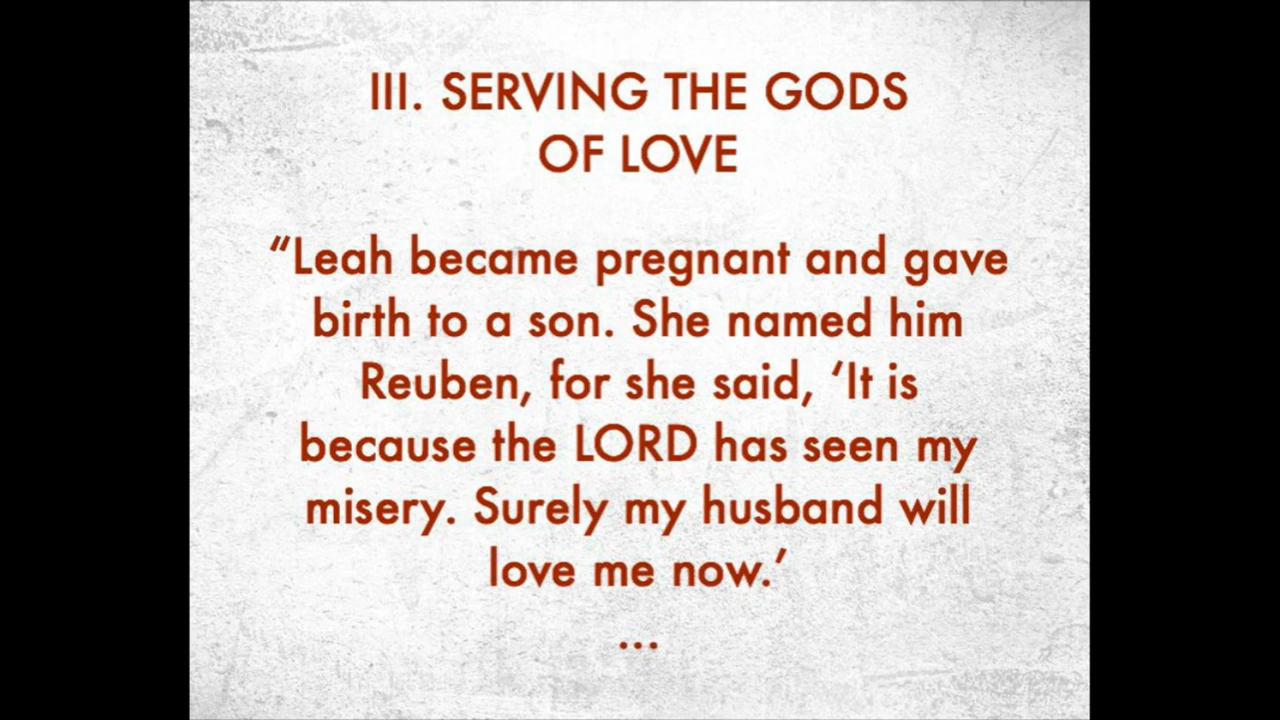 III. SERVING THE GODS
OF LOVE
“Leah became pregnant and gave
birth to a son. She named him
Reuben, for she said, ‘It is
because the LORD has seen my
misery. Surely my husband will
love me now.’
...